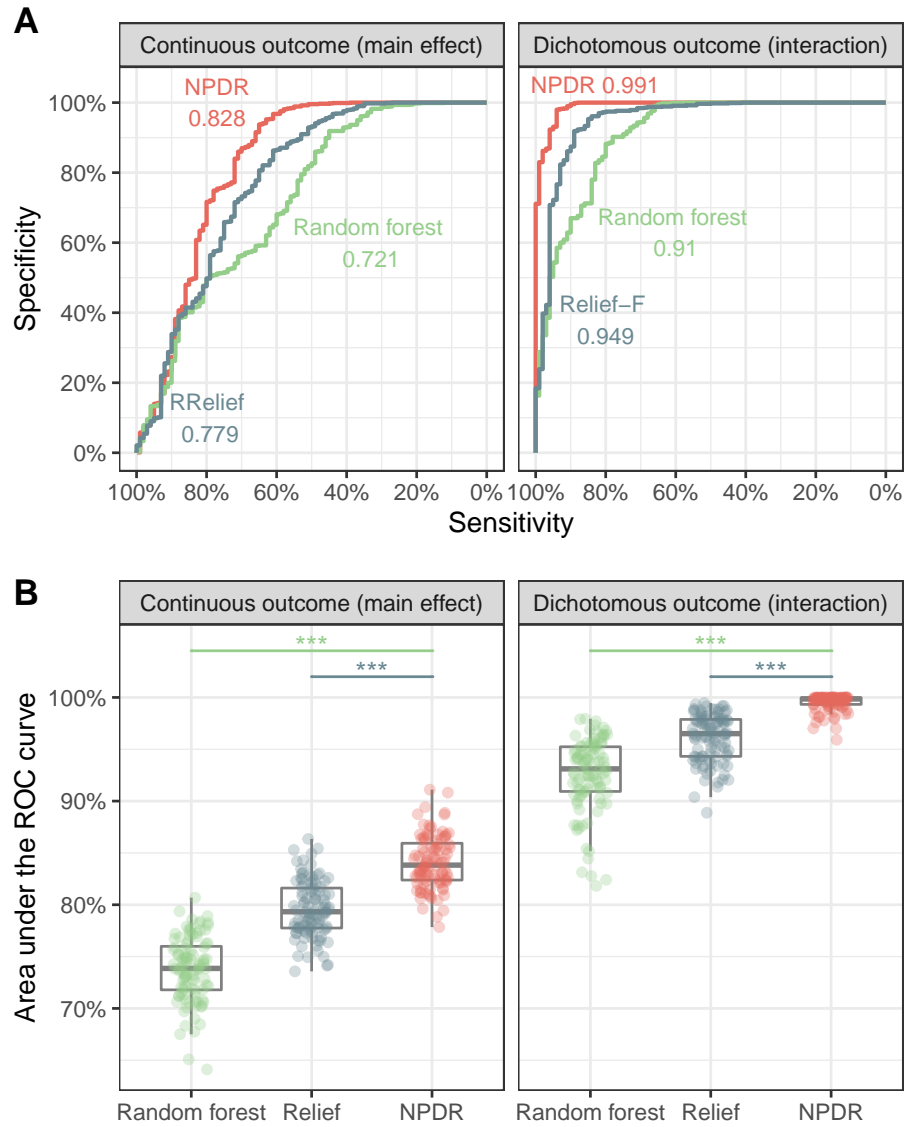 A
Continuous outcome (main effect)
Dichotomous outcome (interaction)
NPDR
0.828
NPDR 0.991
100%
80%
60%
40%
20%
0%
Specificity
Random forest
0.721
Random forest
0.91
RRelief
0.779
Relief−F
0.949
100% 80% 60% 40% 20% 0%
100% 80% 60% 40% 20% 0%
Sensitivity
B
Continuous outcome (main effect)
Dichotomous outcome (interaction)
***
***
***
***
100%
90%
80%
70%
Area under the ROC curve
Random forest Relief NPDR
Random forest Relief NPDR